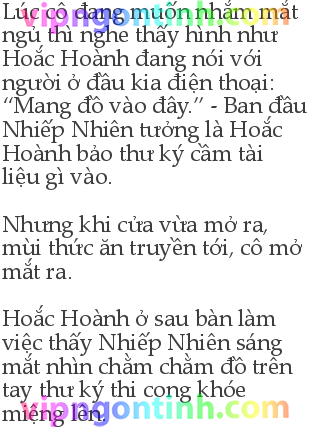 Lúc cô đang muốn nhắm mắt
ngủ thì nghe thấy hình như
Hoắc Hoành đang nói với
người ở đầu kia điện thoại:
“Mang đồ vào đây.” - Ban đầu
Nhiếp Nhiên tưởng là Hoắc
Hoành bảo thư ký cầm tài
liệu gì vào.
Nhưng khi cửa vừa mở ra,
mùi thức ăn truyền tới, cô mở
mắt ra.
Hoắc Hoành ở sau bàn làm
việc thấy Nhiếp Nhiên sáng
mắt nhìn chằm chằm đồ trên
tay thư ký thi cong khóe
miệng lên.
vipngontinh.com
vipngontinh.com